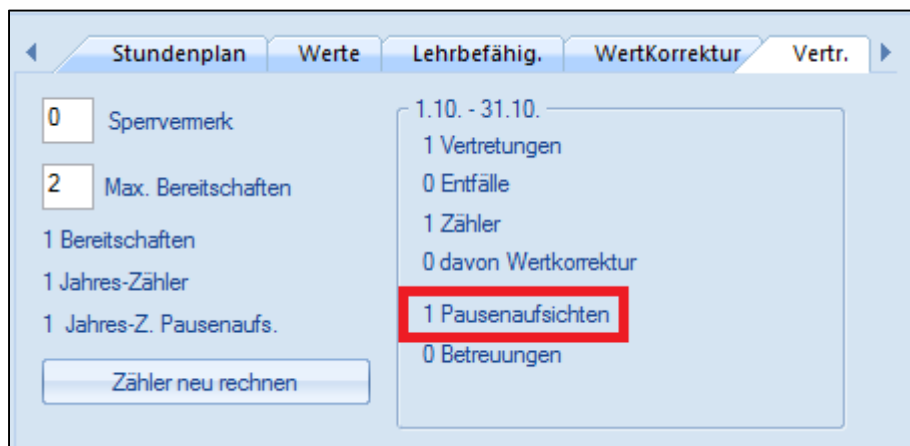 Stundenplan Werte Lehrbefähig. WertKorrektur Vertr.
0 Sperrvermerk
2 Max. Bereitschaften
1 Bereitschaften
1 Jahres-Zähler
1 Jahres-Z. Pausenaufs.
Zähler neu rechnen
1.10. - 31.10.
1 Vertretungen
0 Entfälle
1 Zähler
0 davon Wertkorrektur
1 Pausenaufsichten
0 Betreuungen